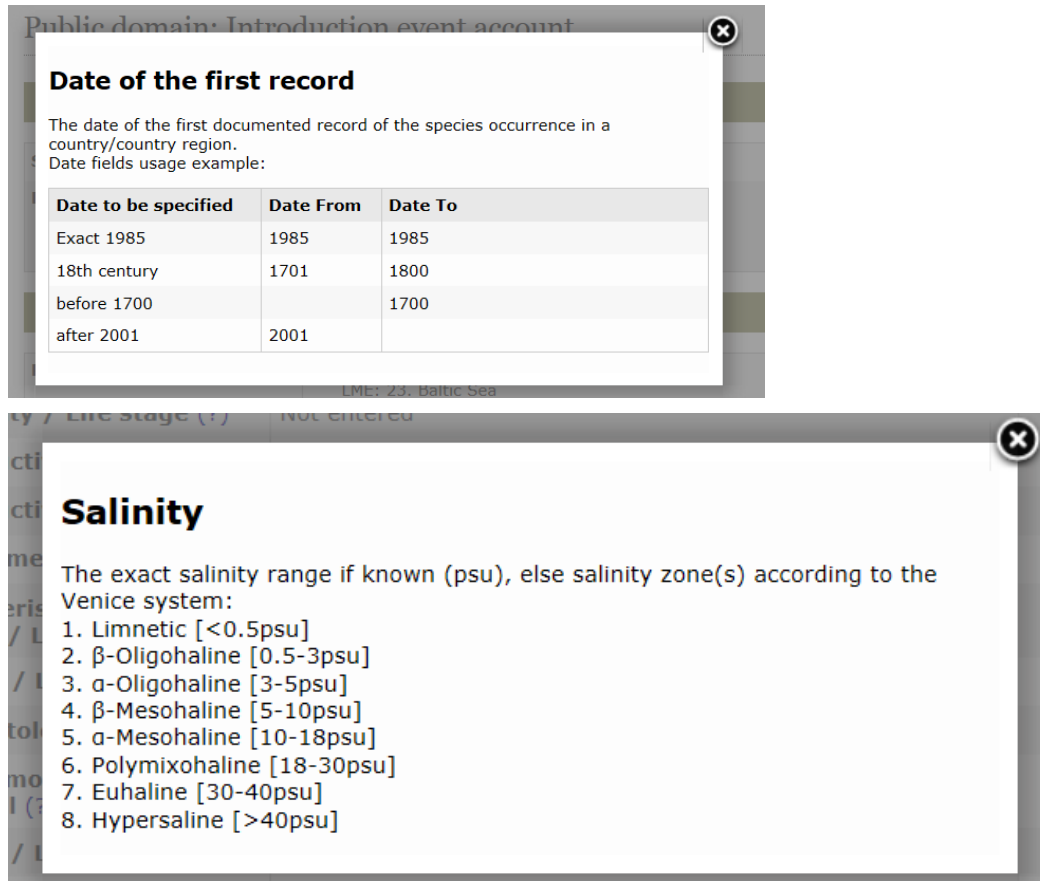 Public domain: Introduction event account
Date of the first record
The date of the first documented record of the species occurrence in a
country/country region.
Date fields usage example:
Date to be specified Date From Date To
Exact 1985 1985 1985
18th century 1701 1800
before 1700 1700
after 2001 2001
LME: 23. Baltic Sea
ty / Life stage (?) Not entered
Salinity
The exact salinity range if known (psu), else salinity zone(s) according to the
Venice system:
1. Limnetic [<0.5psu]
2. β-Oligohaline [0.5-3psu]
3. α-Oligohaline [3-5psu]
4. β-Mesohaline [5-10psu]
5. α-Mesohaline [10-18psu]
6. Polymixohaline [18-30psu]
7. Euhaline [30-40psu]
8. Hypersaline [>40psu]